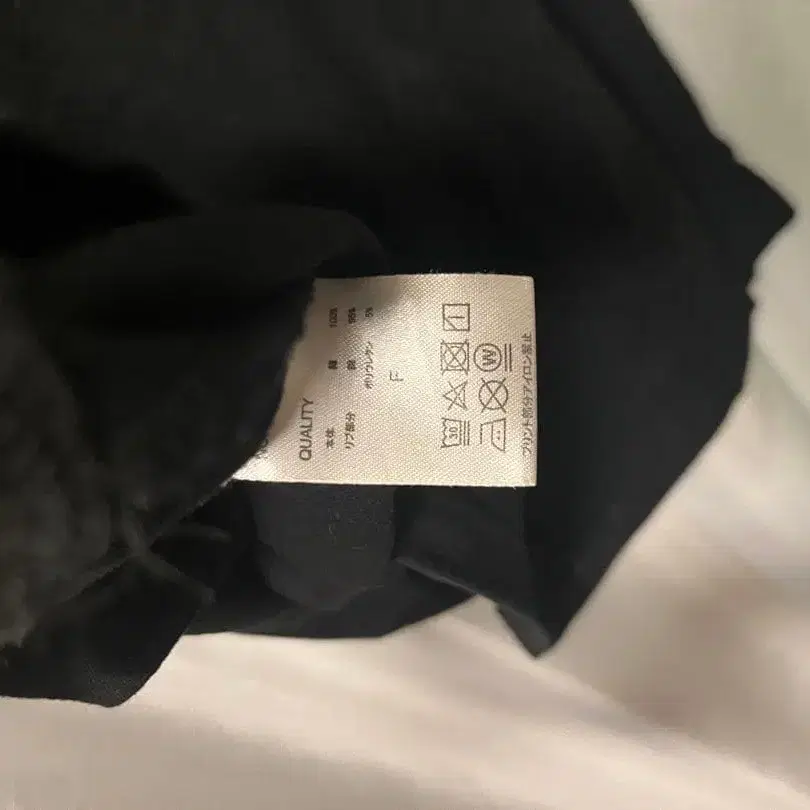 QUALITY
本体 綿 100%
リブ部分 綿 95%
ポリウレタン 5%
F
30
W
プリント部分アイロン禁止